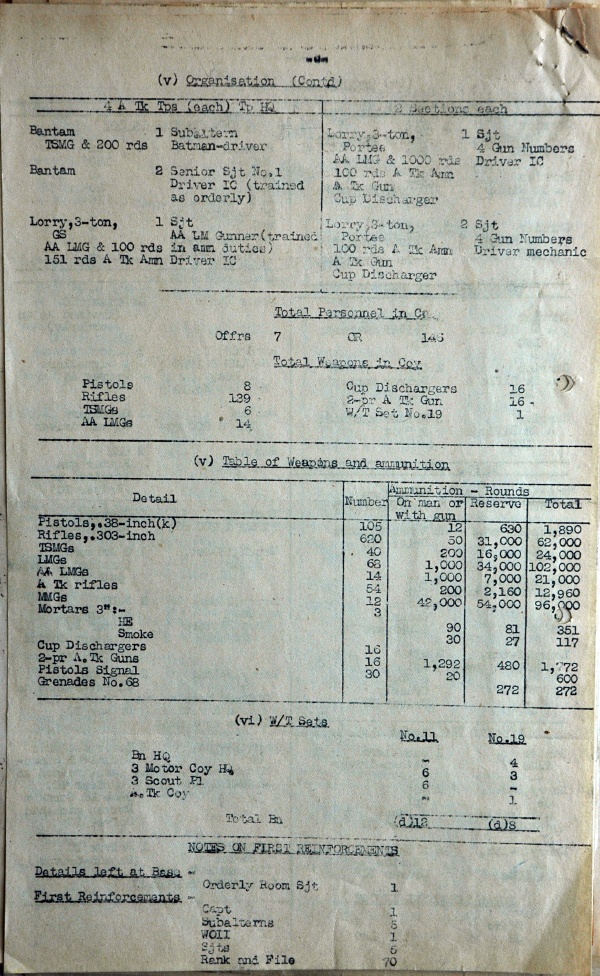 (v) Organisation (Contd)
4 A Tk Tps (each) Tp HQ
2 Sections each
Bantam 1 Subaltern
TSMG & 200 rds Batman-driver
Bantam 2 Senior Sjt No.1
Driver IC (trained
as orderly)
Lorry,3-ton, 1 Sjt
GS AA LM Gunner(trained
AA LMG & 100 rds in amn duties)
151 rds A Tk Amn Driver IC
Lorry,3-ton, 1 Sjt
Portee 4 Gun Numbers
AA LMG & 1000 rds Driver IC
100 rds A Tk Amn
A Tk Gun
Cup Discharger
Lorry,3-ton, 2 Sjt
Portee 4 Gun Numbers
100 rds A Tk Amn Driver mechanic
A Tk Gun
Cup Discharger
Total Personnel in
Offrs 7 OR
Total Weapons in Coy
Pistols 8 Cup Dischargers 16
Rifles 139 2-pr A Tk Gun 16
TSMGs 6 W/T Set No.19 1
AA LMGs 14
(v) Table of Weapons and ammunition
Detail Number Ammunition - Rounds
On man or with gun Reserve Total
Pistols,.38-inch(k) 105 12 630 1,890
Rifles,.303-inch 620 50 31,000 62,000
TSMGs 40 200 16,000 24,000
LMGs 68 1,000 34,000 102,000
AA LMGs 14 1,000 7,000 21,000
A Tk rifles 54 200 2,160 12,960
MMGs 12 42,000 54,000 96,000
Mortars 3":- 3
HE 90 81 351
Smoke 30 27 117
Cup Dischargers 16
2-pr A.Tk Guns 16 1,292 480 1,772
Pistols Signal 30 20 600
Grenades No.68 272 272
(vi) W/T Sets
No.11 No.19
Bn HQ - 4
3 Motor Coy HQ 6 3
3 Scout Pl 6 -
Tk Coy - 1
Total Bn (d)12 (d)8
NOTES ON FIRST REINFORCEMENTS
Details left at Base -
Orderly Room Sjt 1
First Reinforcements -
Capt 1
Subalterns
WOII 1
Sjts
Rank and File 70